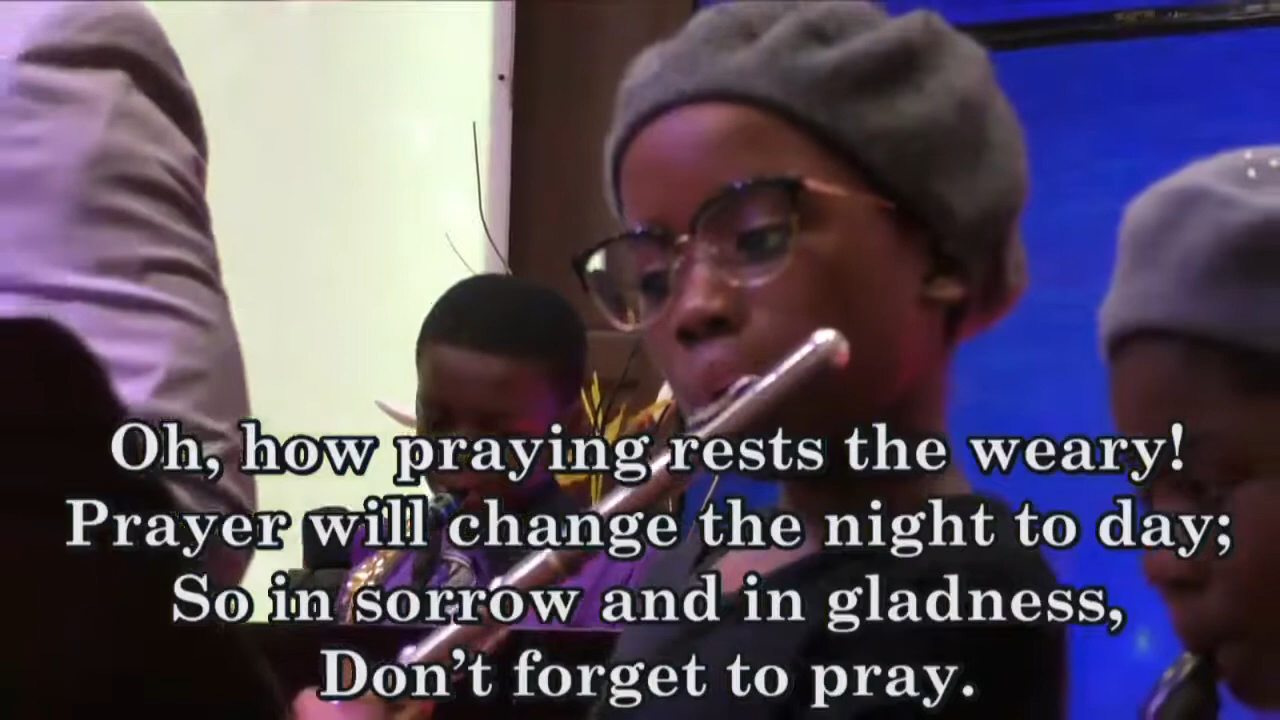 Oh, how praying rests the weary!
Prayer will change the night to day;
So in sorrow and in gladness,
Don’t forget to pray.